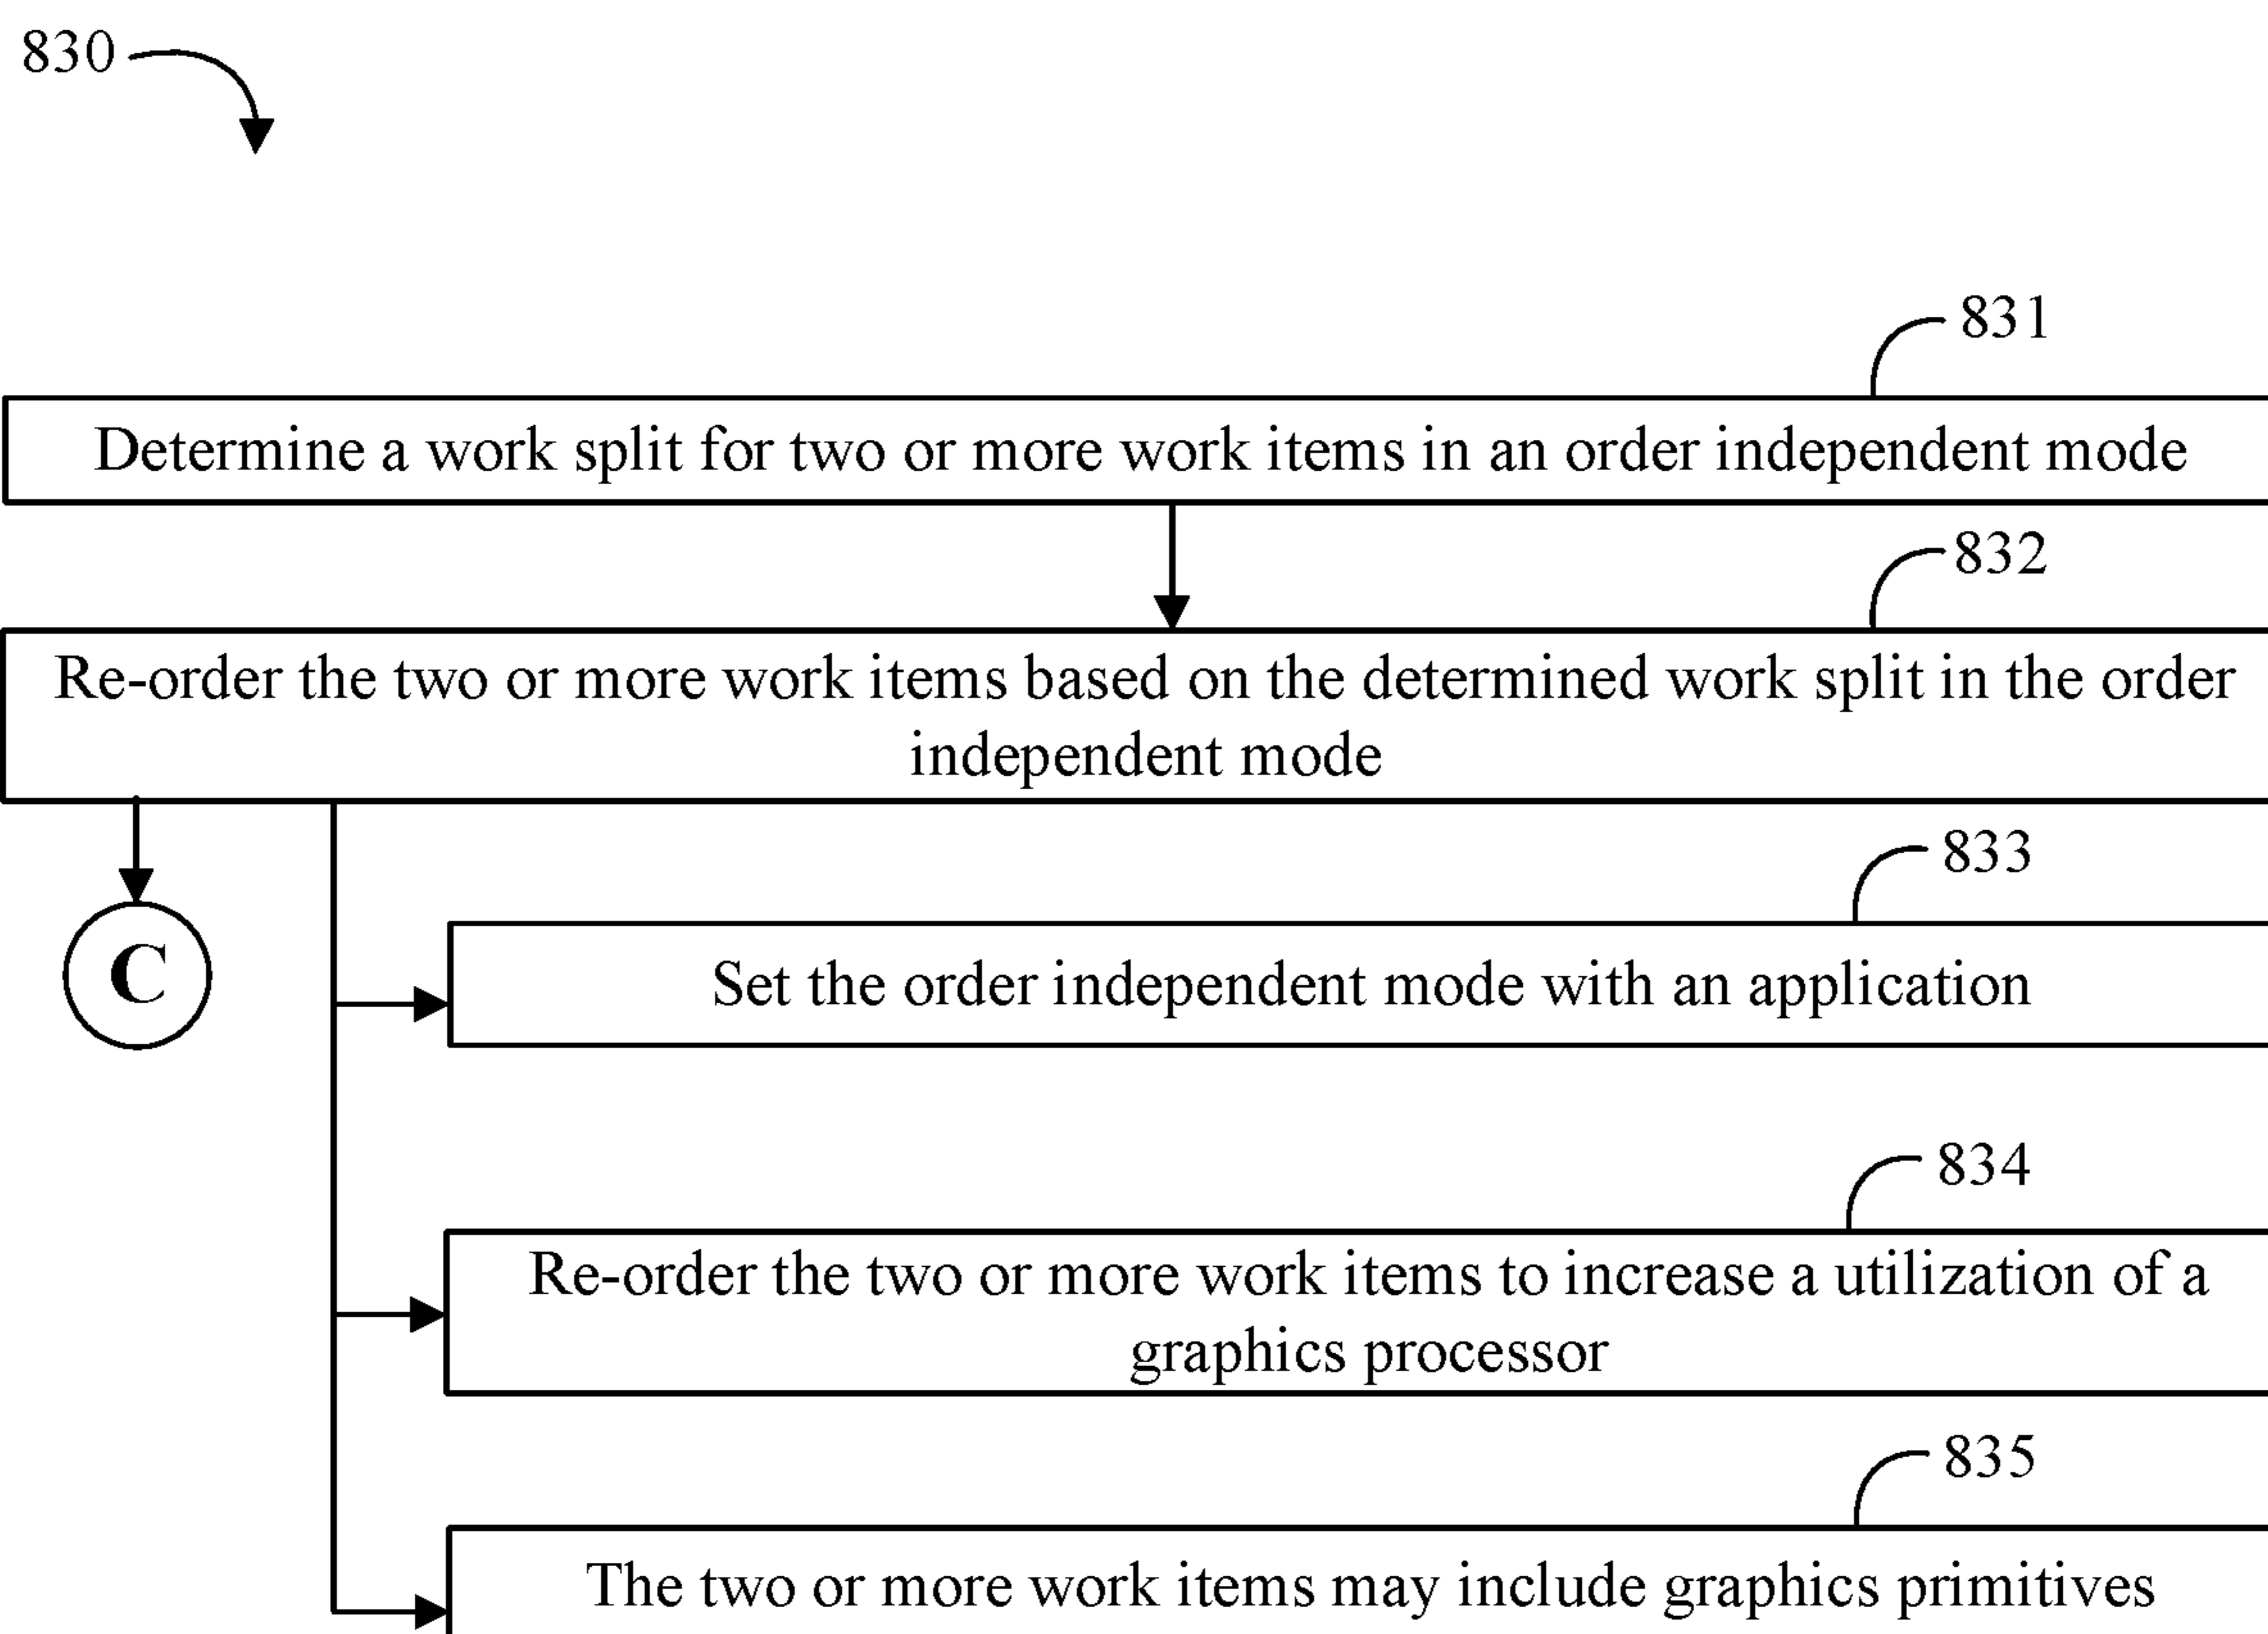 830
831
Determine a work split for two or more work items in an order independent mode
832
Re-order the two or more work items based on the determined work split in the order
independent mode
833
C
Set the order independent mode with an application
834
Re-order the two or more work items to increase a utilization of a
graphics processor
835
The two or more work items may include graphics primitives